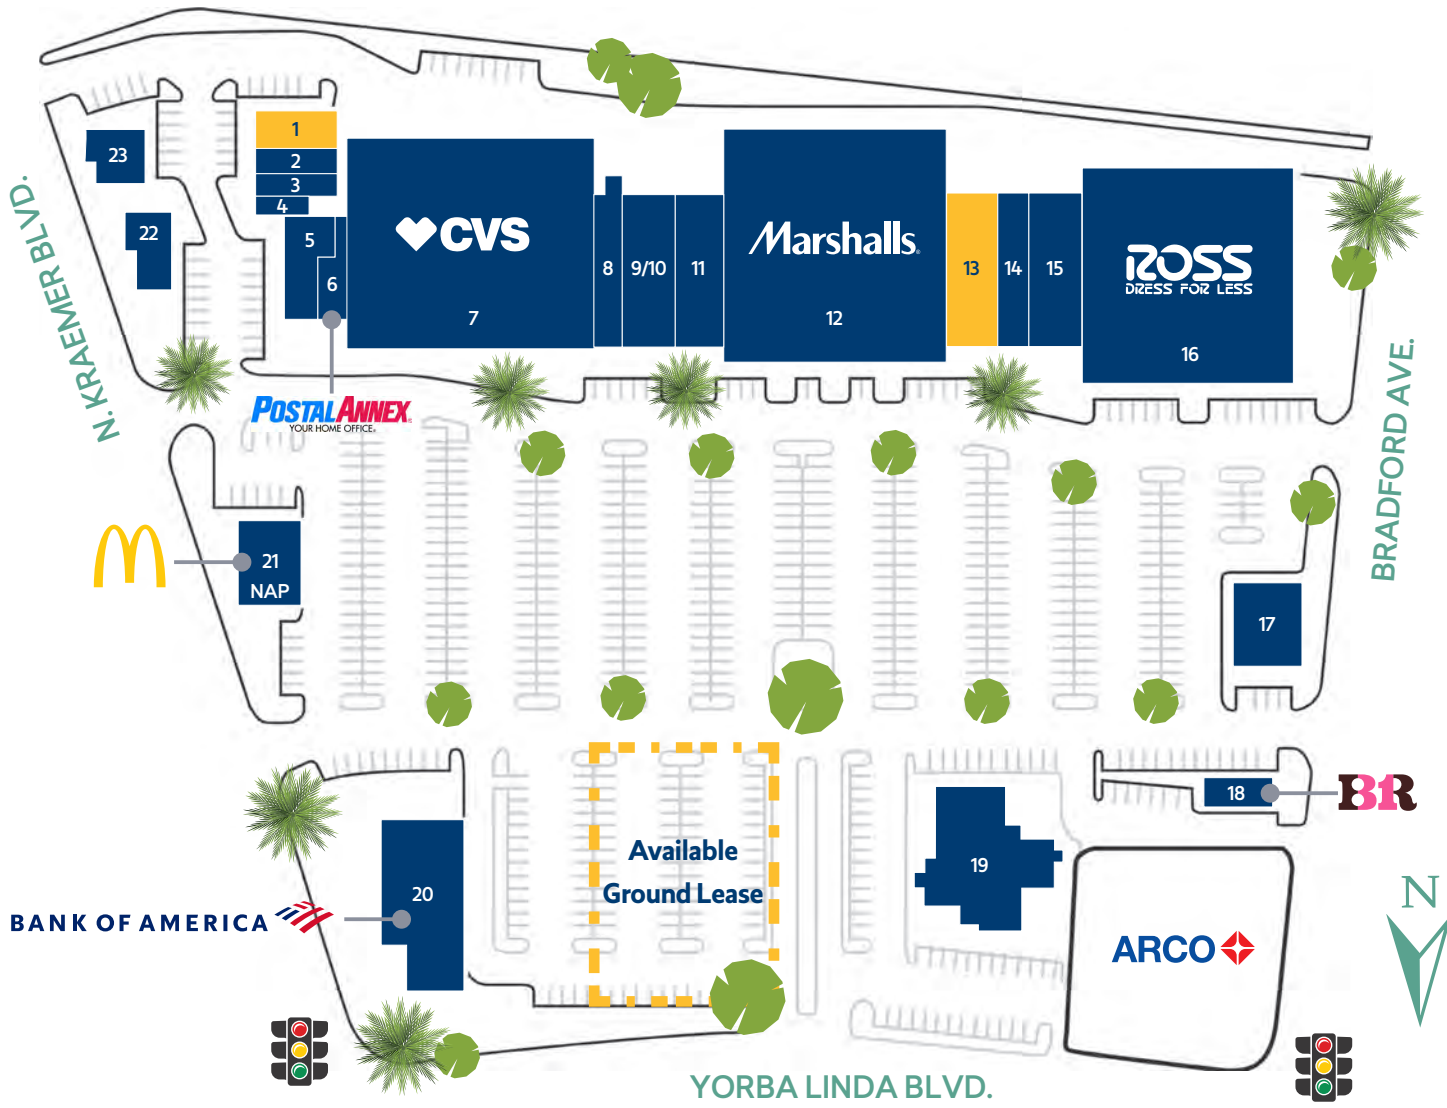 1
2
3
4
5
6
23
22
N. KRAEMER BLVD.
CVS
7
8
9/10
11
Marshalls
12
13
14
15
ROSS
DRESS FOR LESS
16
BRADFORD AVE.
POSTALANNEX
YOUR HOME OFFICE
21
NAP
17
18
BR
Available
Ground Lease
19
20
BANK OF AMERICA
ARCO
N
YORBA LINDA BLVD.